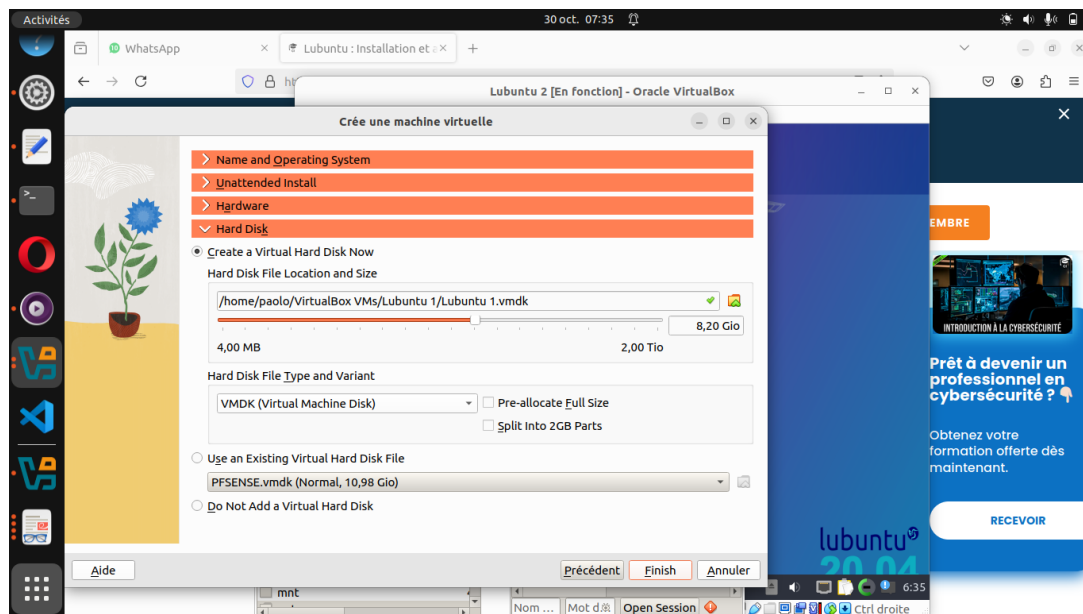 Activités
30 oct. 07:35
WhatsApp
Lubuntu : Installation et
Lubuntu 2 [En fonction] - Oracle VirtualBox
Crée une machine virtuelle
Name and Operating System
Unattended Install
Hardware
Hard Disk
Create a Virtual Hard Disk Now
Hard Disk File Location and Size
/home/paolo/VirtualBox VMs/Lubuntu 1/Lubuntu 1.vmdk
8,20 Gio
4,00 MB 2,00 Tio
Hard Disk File Type and Variant
VMDK (Virtual Machine Disk) Pre-allocate Full Size
Split Into 2GB Parts
Use an Existing Virtual Hard Disk File
PFSENSE.vmdk (Normal, 10,98 Gio)
Do Not Add a Virtual Hard Disk
Aide Précédent Finish Annuler
EMBRE
INTRODUCTION À LA CYBERSÉCURITÉ
Prêt à devenir un
professionnel en
cybersécurité ?
Obtenez votre
formation offerte dès
maintenant.
RECEVOIR
lubuntu
20.04
6:35
mnt
Nom ... Mot d Open Session
Ctrl droite